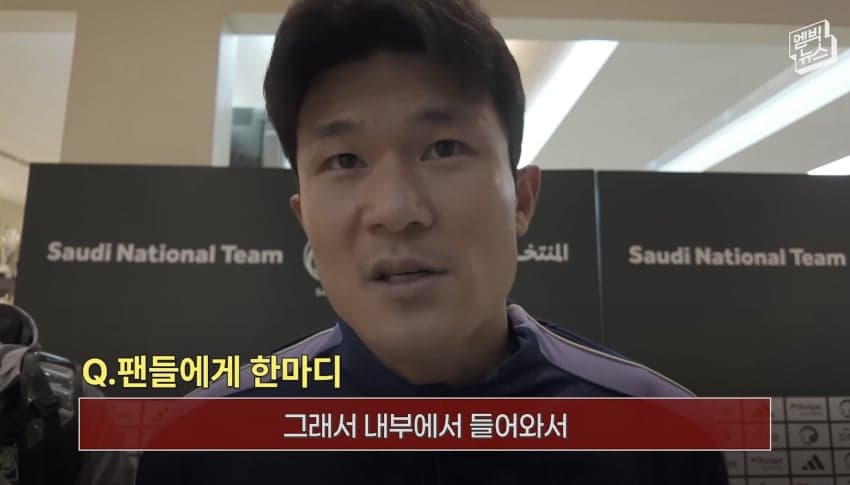 멘빅
뉴스
Saudi National Team
المنتخ
Saudi National Team
Q.팬들에게 한마디
그래서 내부에서 들어와서